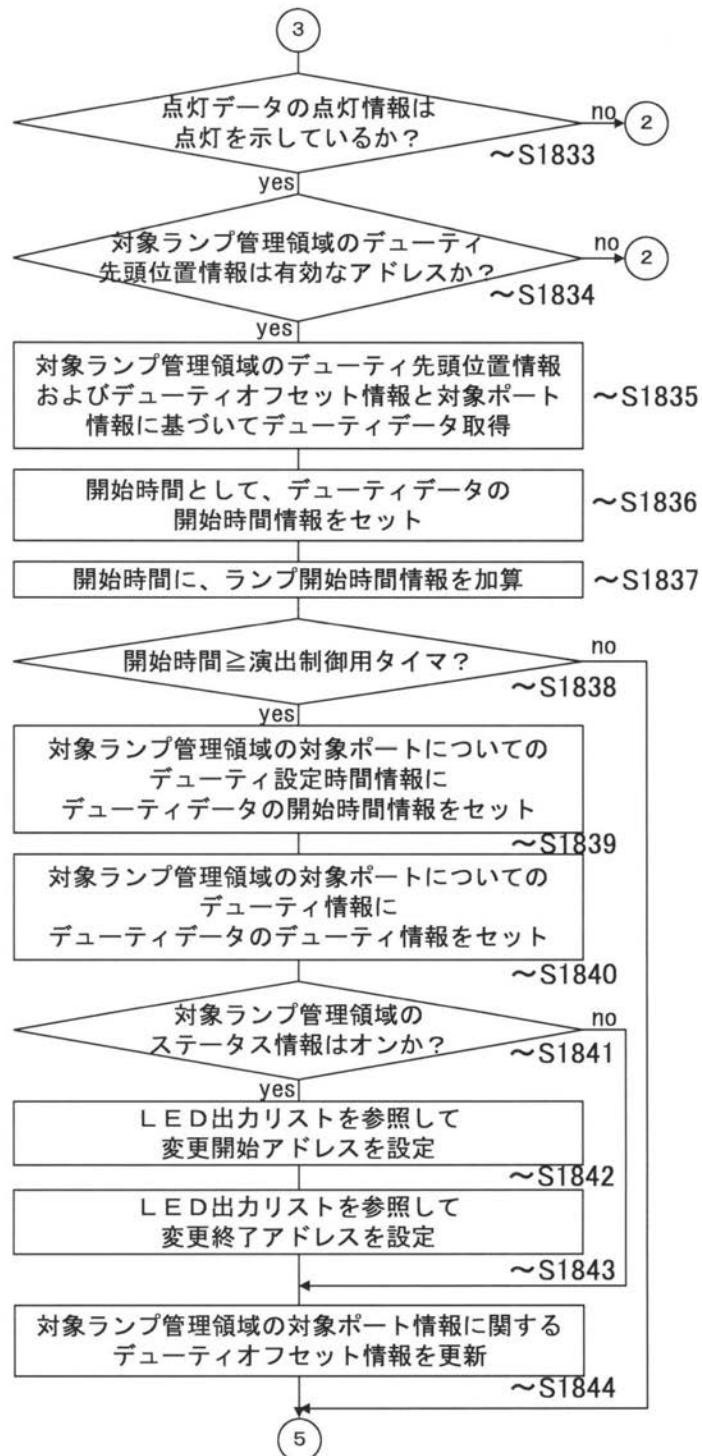 3
点灯データの点灯情報は
点灯を示しているか？
no
2
～S1833
yes
対象ランプ管理領域のデューティ
先頭位置情報は有効なアドレスか？
no
2
～S1834
yes
対象ランプ管理領域のデューティ先頭位置情報
およびデューティオフセット情報と対象ポート
情報に基づいてデューティデータ取得
～S1835
開始時間として、デューティデータの
開始時間情報をセット
～S1836
開始時間に、ランプ開始時間情報を加算
～S1837
開始時間≧演出制御用タイマ？
no
～S1838
yes
対象ランプ管理領域の対象ポートについての
デューティ設定時間情報に
デューティデータの開始時間情報をセット
～S1839
対象ランプ管理領域の対象ポートについての
デューティ情報に
デューティデータのデューティ情報をセット
～S1840
対象ランプ管理領域の
ステータス情報はオンか？
no
～S1841
yes
ＬＥＤ出力リストを参照して
変更開始アドレスを設定
～S1842
ＬＥＤ出力リストを参照して
変更終了アドレスを設定
～S1843
対象ランプ管理領域の対象ポート情報に関する
デューティオフセット情報を更新
～S1844
5